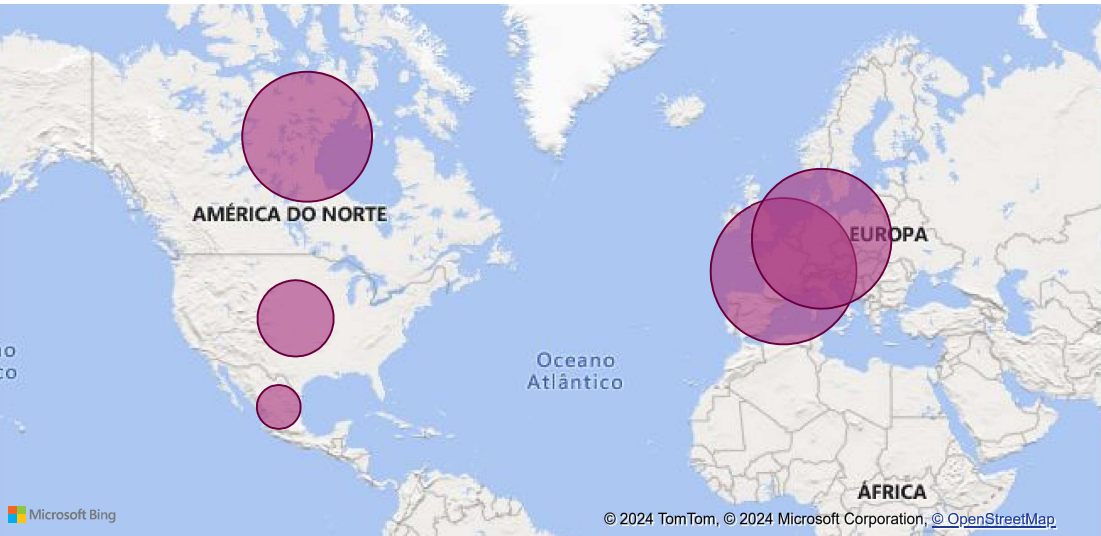 AMÉRICA DO NORTE
EUROPA
Oceano
Atlântico
ÁFRICA
Microsoft Bing
© 2024 TomTom, © 2024 Microsoft Corporation, © OpenStreetMap